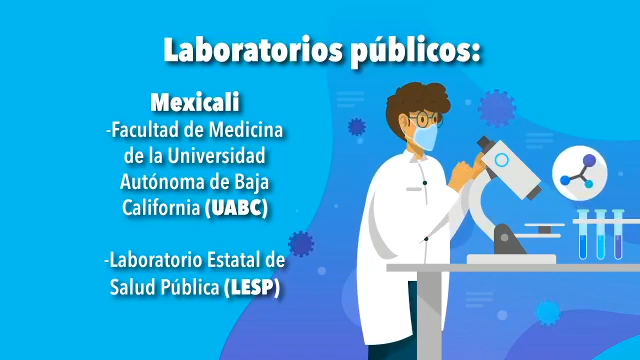 Laboratorios públicos:
Mexicali
-Facultad de Medicina
de la Universidad
Autónoma de Baja
California (UABC)
-Laboratorio Estatal de
Salud Pública (LESP)